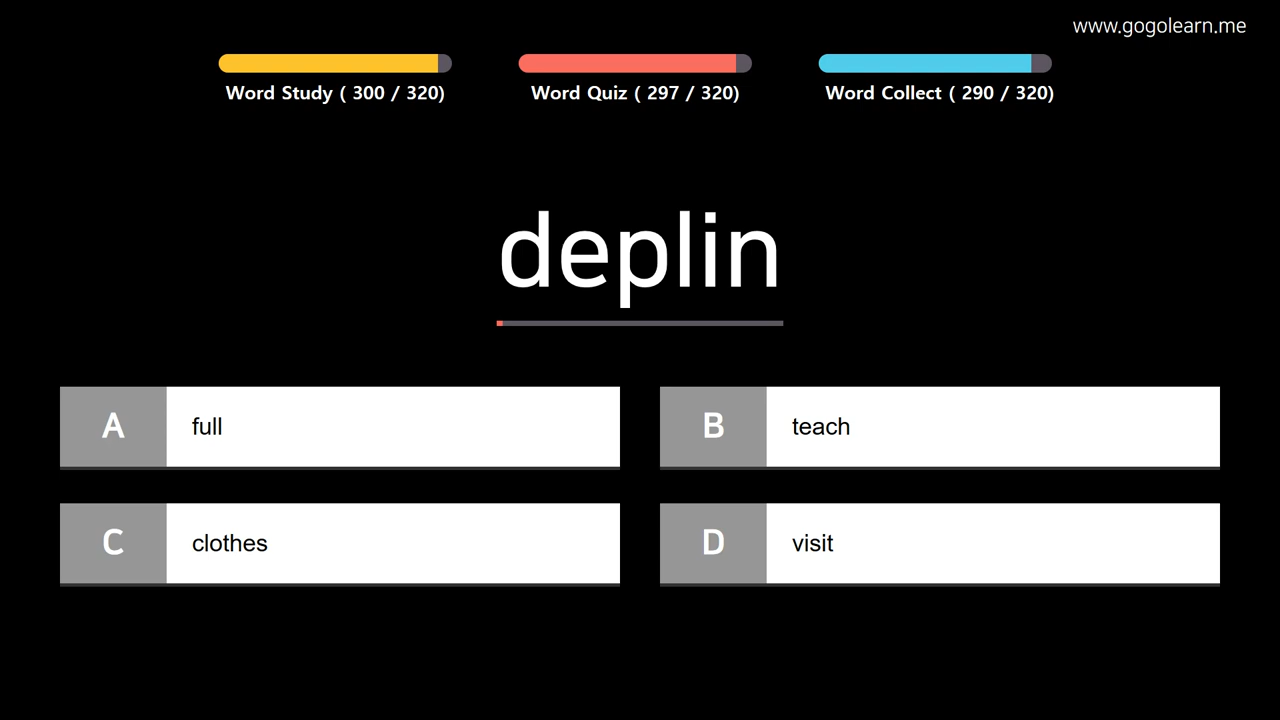 www.gogolearn.me
Word Study ( 300 / 320)
Word Quiz ( 297 / 320)
Word Collect ( 290 / 320)
deplin
A full
B teach
C clothes
D visit